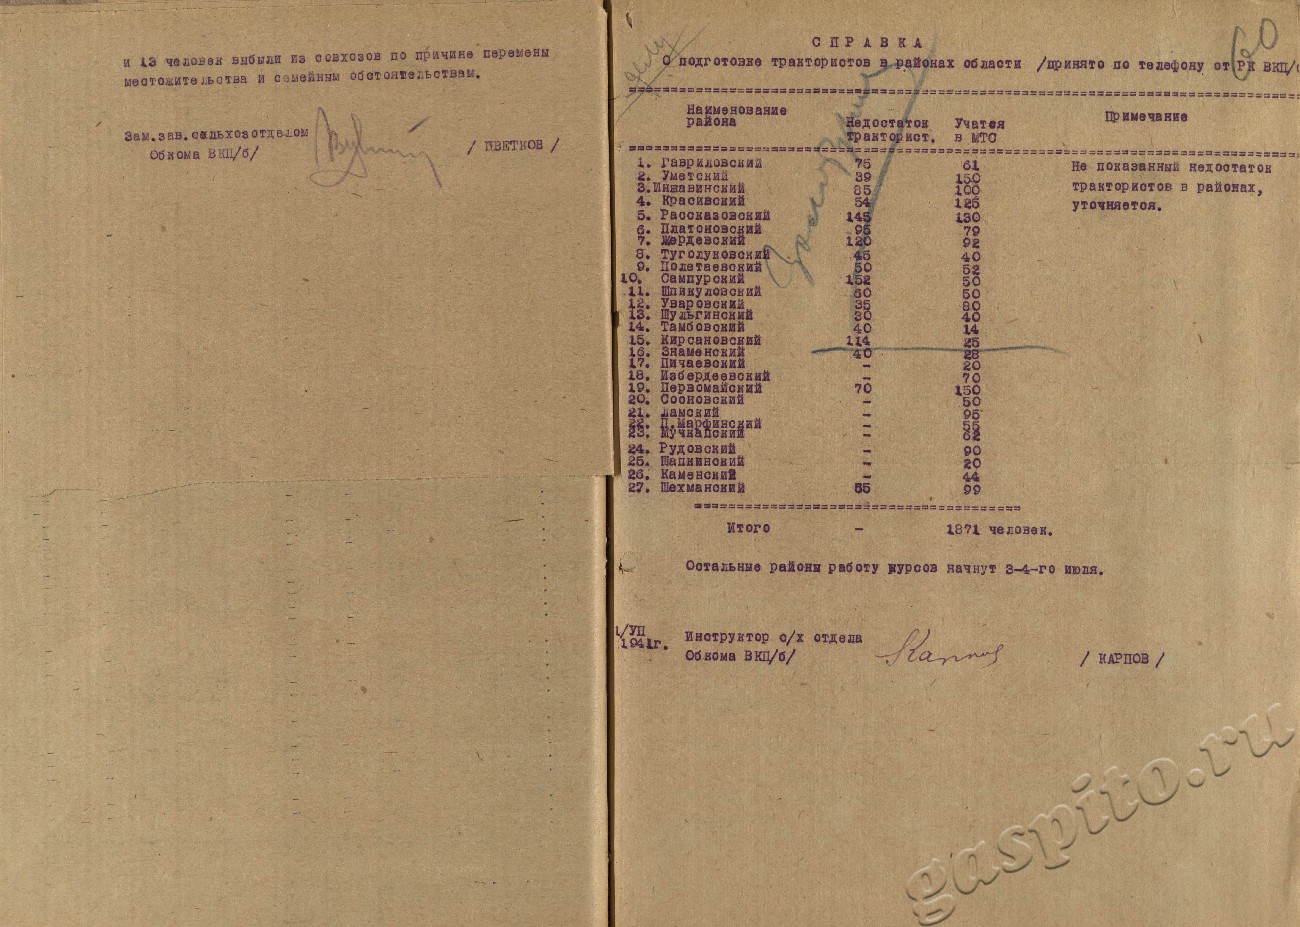 и 13 человек выбыли из совхозов по причине перемены
местожительства и семейным обстоятельствам.
Зам.зав.сельхозотделом
Обкома ВКП/б/ / ЦВЕТКОВ /
60
С П Р А В К А
О подготовке трактористов в районах области /принято по телефону от РК ВКП/б
Наименование района Недостаток тракторист. Учатся в МТС Примечание
1. Гавриловский 75 61
2. Уметский 39 150
3.Инжавинский 85 100
4. Красивский 54 125
5. Рассказовский 145 130
6. Платоновский 95 79
7. Жердевский 120 92
8. Туголуковский 45 40
9. Полетаевский 50 52
10. Сампурский 152 50
11. Шпикуловский 60 50
12. Уваровский 35 80
13. Шульгинский 30 40
14. Тамбовский 40 14
15. Кирсановский 114 25
16. Знаменский 40 28
17. Пичаевский – 20
18. Избердеевский – 70
19. Первомайский 70 150
20. Сосновский – 50
21. Ламский – 95
22. П.Марфинский – 55
23. Мучкапский – 62
24. Рудовский – 90
25. Шапкинский – 20
26. Каменский – 44
27. Шехманский 55 99
Не показанный недостаток
трактористов в районах,
уточняется.
Итого – 1871 человек.
Остальные районы работу курсов начнут 3-4-го июля.
1/УП
1941г.
Инструктор с/х отдела
Обкома ВКП/б/ Карпов / КАРПОВ /
gaspito.ru